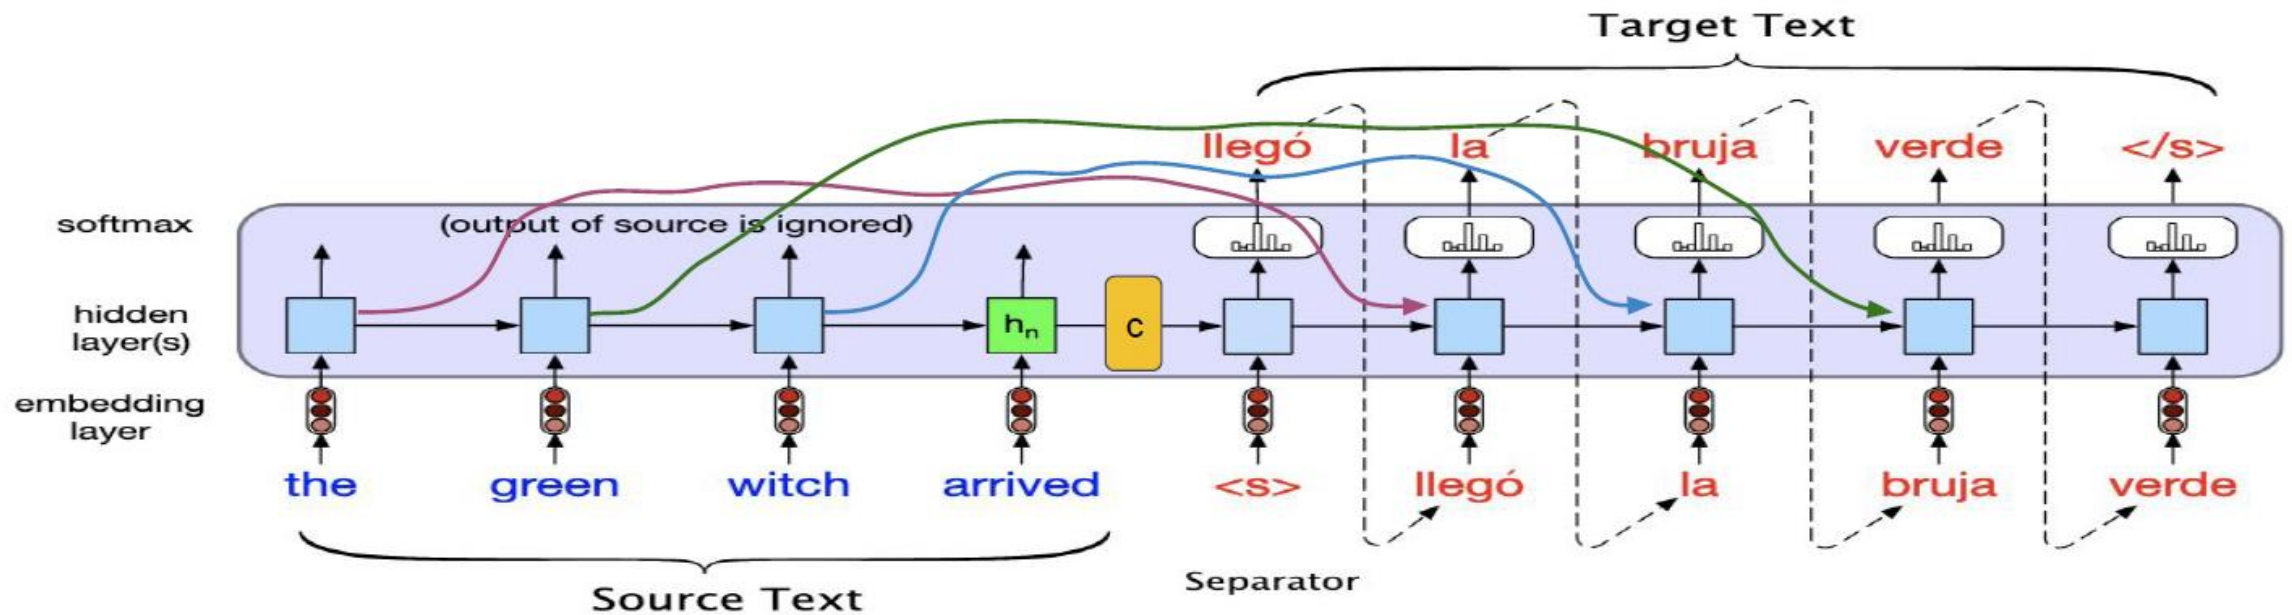 Target Text
llegó la bruja verde </s>
softmax
(output of source is ignored)
hidden
layer(s)
hn
c
embedding
layer
the green witch arrived <s> llegó la bruja verde
Separator
Source Text